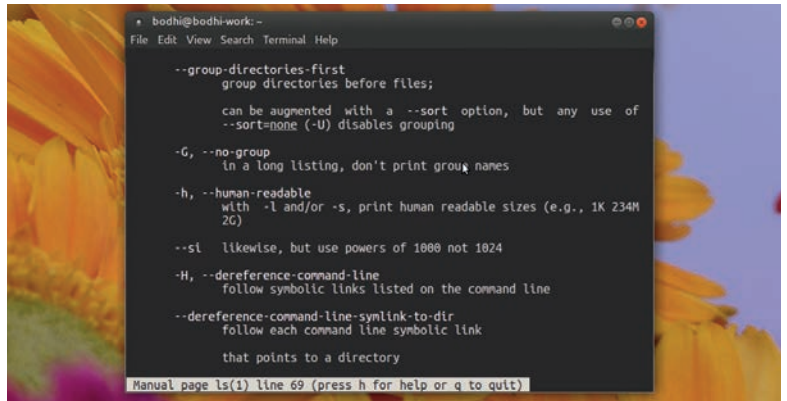 bodhi@bodhi-work: ~
File Edit View Search Terminal Help
--group-directories-first
group directories before files;
can be augmented with a --sort option, but any use of
--sort=none (-U) disables grouping
-G, --no-group
in a long listing, don't print group names
-h, --human-readable
with -l and/or -s, print human readable sizes (e.g., 1K 234M
2G)
--si likewise, but use powers of 1000 not 1024
-H, --dereference-command-line
follow symbolic links listed on the command line
--dereference-command-line-symlink-to-dir
follow each command line symbolic link
that points to a directory
Manual page ls(1) line 69 (press h for help or q to quit)